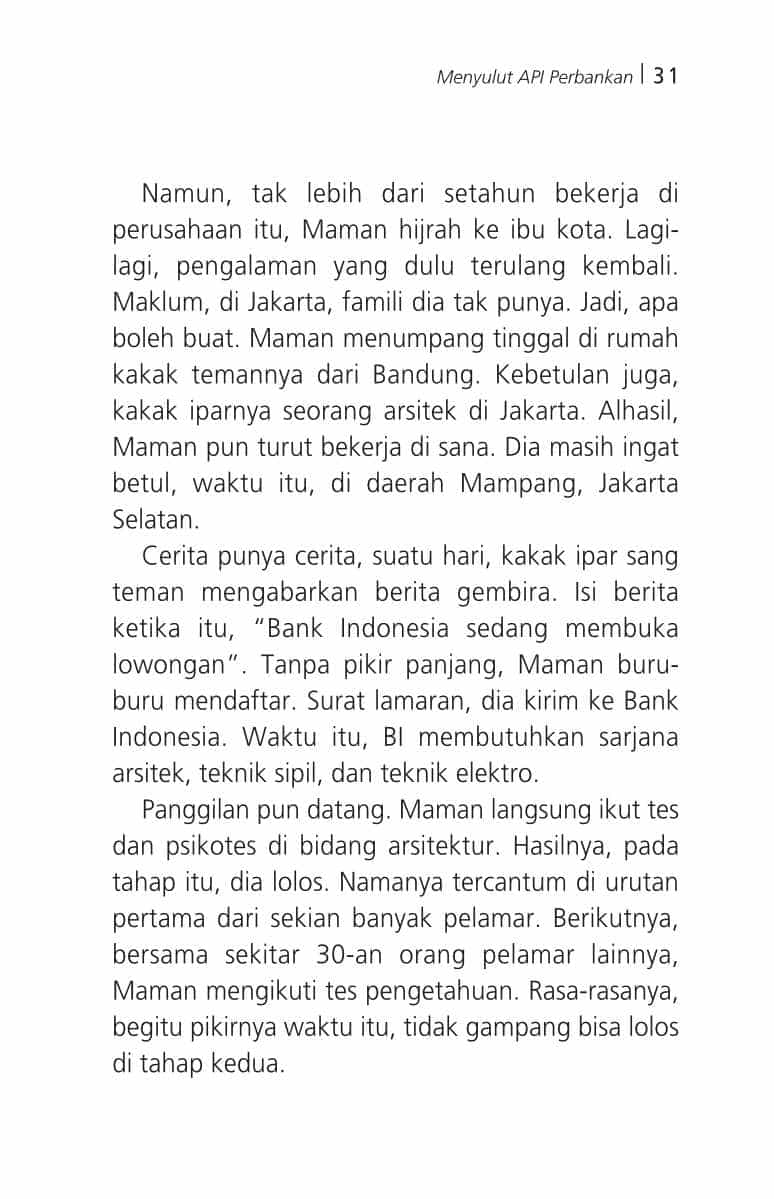 Menyulut API Perbankan | 31
Namun, tak lebih dari setahun bekerja di
perusahaan itu, Maman hijrah ke ibu kota. Lagi-
lagi, pengalaman yang dulu terulang kembali.
Maklum, di Jakarta, famili dia tak punya. Jadi, apa
boleh buat. Maman menumpang tinggal di rumah
kakak temannya dari Bandung. Kebetulan juga,
kakak iparnya seorang arsitek di Jakarta. Alhasil,
Maman pun turut bekerja di sana. Dia masih ingat
betul, waktu itu, di daerah Mampang, Jakarta
Selatan.
Cerita punya cerita, suatu hari, kakak ipar sang
teman mengabarkan berita gembira. Isi berita
ketika itu, “Bank Indonesia sedang membuka
lowongan”. Tanpa pikir panjang, Maman buru-
buru mendaftar. Surat lamaran, dia kirim ke Bank
Indonesia. Waktu itu, BI membutuhkan sarjana
arsitek, teknik sipil, dan teknik elektro.
Panggilan pun datang. Maman langsung ikut tes
dan psikotes di bidang arsitektur. Hasilnya, pada
tahap itu, dia lolos. Namanya tercantum di urutan
pertama dari sekian banyak pelamar. Berikutnya,
bersama sekitar 30-an orang pelamar lainnya,
Maman mengikuti tes pengetahuan. Rasa-rasanya,
begitu pikirnya waktu itu, tidak gampang bisa lolos
di tahap kedua.